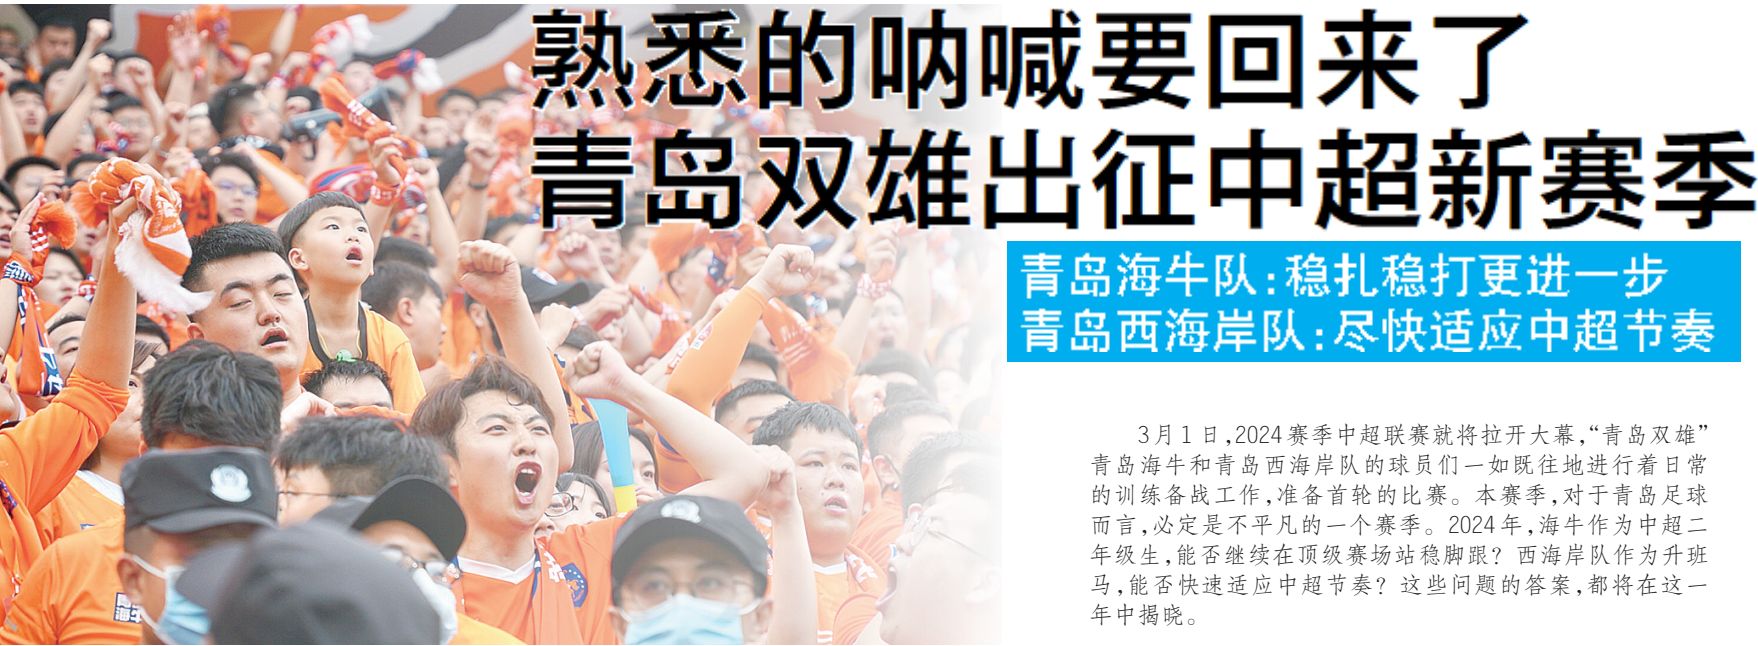 熟悉的呐喊要回来了
青岛双雄出征中超新赛季
青岛海牛队:稳扎稳打更进一步
青岛西海岸队:尽快适应中超节奏
3月1日,2024赛季中超联赛就将拉开大幕,“青岛双雄”
青岛海牛和青岛西海岸队的球员们一如既往地进行着日常
的训练备战工作,准备首轮的比赛。本赛季,对于青岛足球
而言,必定是不平凡的一个赛季。2024年,海牛作为中超二
年级生,能否继续在顶级赛场站稳脚跟？西海岸队作为升班
马,能否快速适应中超节奏？这些问题的答案,都将在这一
年中揭晓。